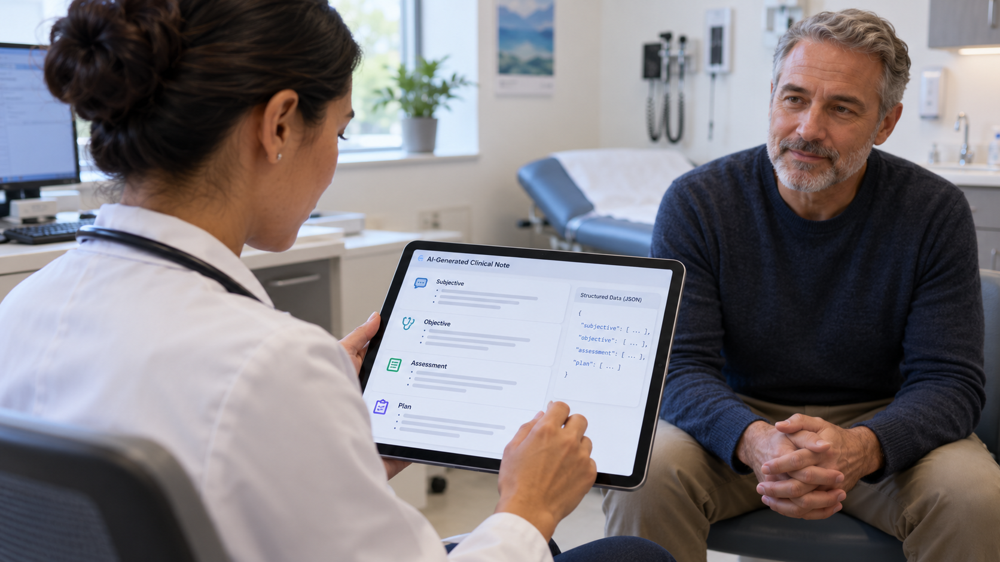 AI-Generated Clinical Note
Subjective
Objective
Assessment
Plan
Structured Data (JSON)
{
"subjective": [ ... ],
"objective": [ ... ],
"assessment": [ ... ],
"plan": [ ... ]
}